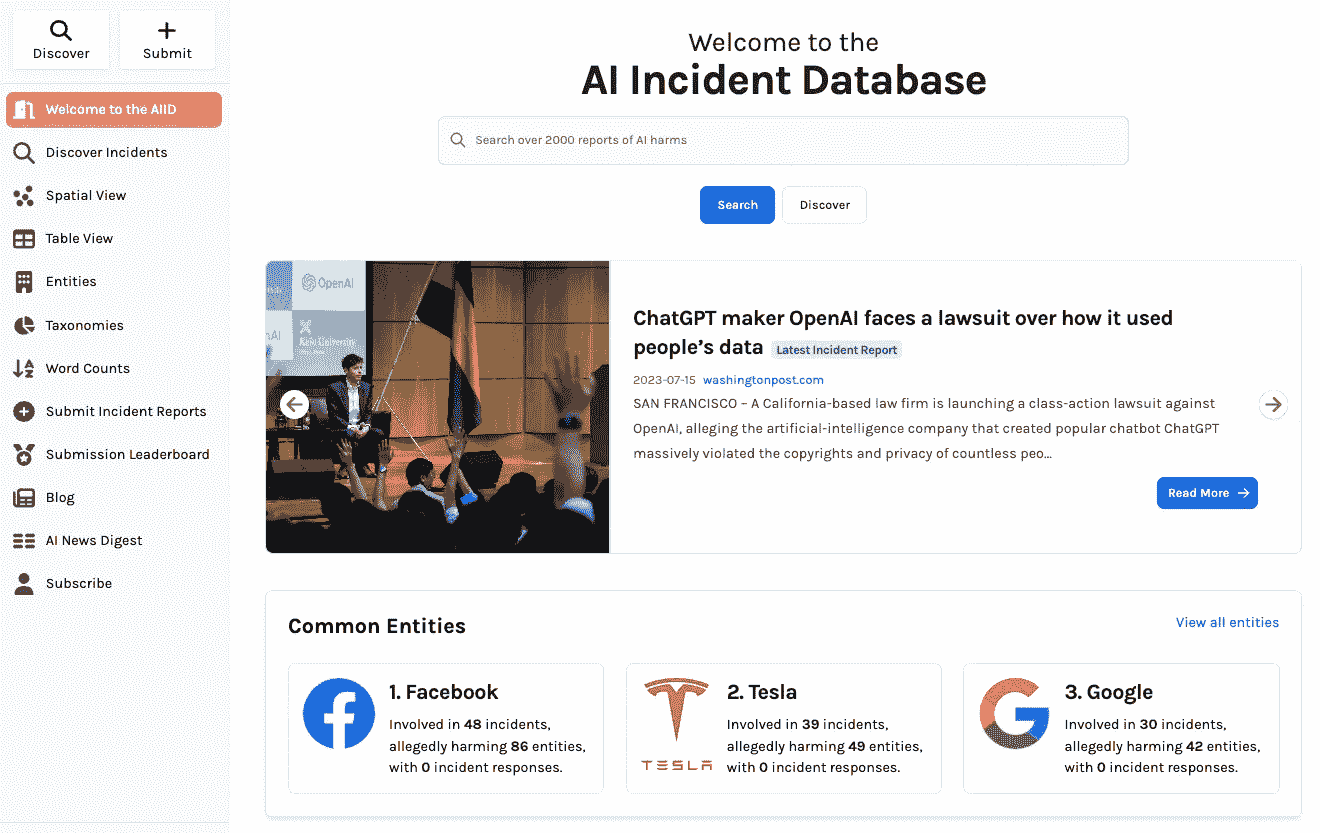 Discover
Submit
Welcome to the AIID
Discover Incidents
Spatial View
Table View
Entities
Taxonomies
Word Counts
Submit Incident Reports
Submission Leaderboard
Blog
AI News Digest
Subscribe
Welcome to the
AI Incident Database
Search over 2000 reports of AI harms
Search
Discover
OpenAI
Keio University
ChatGPT maker OpenAI faces a lawsuit over how it used
people’s data Latest Incident Report
2023-07-15 washingtonpost.com
SAN FRANCISCO – A California-based law firm is launching a class-action lawsuit against
OpenAI, alleging the artificial-intelligence company that created popular chatbot ChatGPT
massively violated the copyrights and privacy of countless peo…
Read More
Common Entities
View all entities
1. Facebook
Involved in 48 incidents,
allegedly harming 86 entities,
with 0 incident responses.
TESLA
2. Tesla
Involved in 39 incidents,
allegedly harming 49 entities,
with 0 incident responses.
3. Google
Involved in 30 incidents,
allegedly harming 42 entities,
with 0 incident responses.